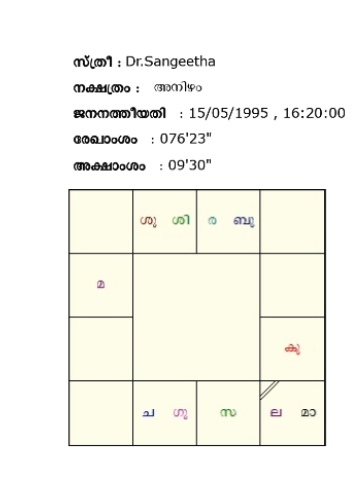 സ്ത്രീ : Dr.Sangeetha
നക്ഷത്രം : അനിഴം
ജനനത്തീയതി : 15/05/1995 , 16:20:00
രേഖാംശം : 076'23"
അക്ഷാംശം : 09'30"
ശു ശി ര ബു
മ
കു
ച ഗു സ ല മാ